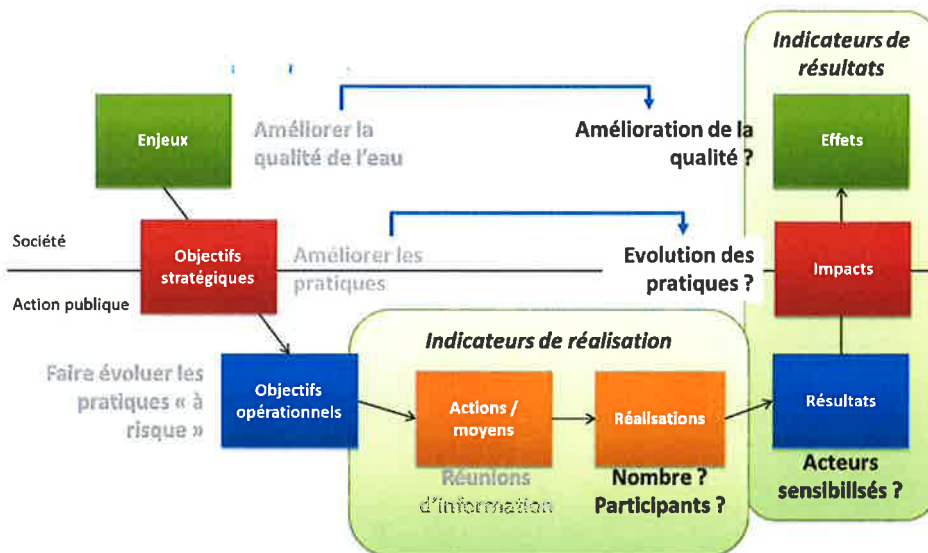 Indicateurs de
résultats
Enjeux
Améliorer la
qualité de l'eau
Amélioration de la
qualité ?
Effets
Société
Objectifs
stratégiques
Améliorer les
pratiques
Evolution des
pratiques ?
Impacts
Action publique
Indicateurs de réalisation
Faire évoluer les
pratiques « à
risque »
Objectifs
opérationnels
Actions /
moyens
Réalisations
Résultats
Réunions
d'information
Nombre ?
Participants ?
Acteurs
sensibilisés ?